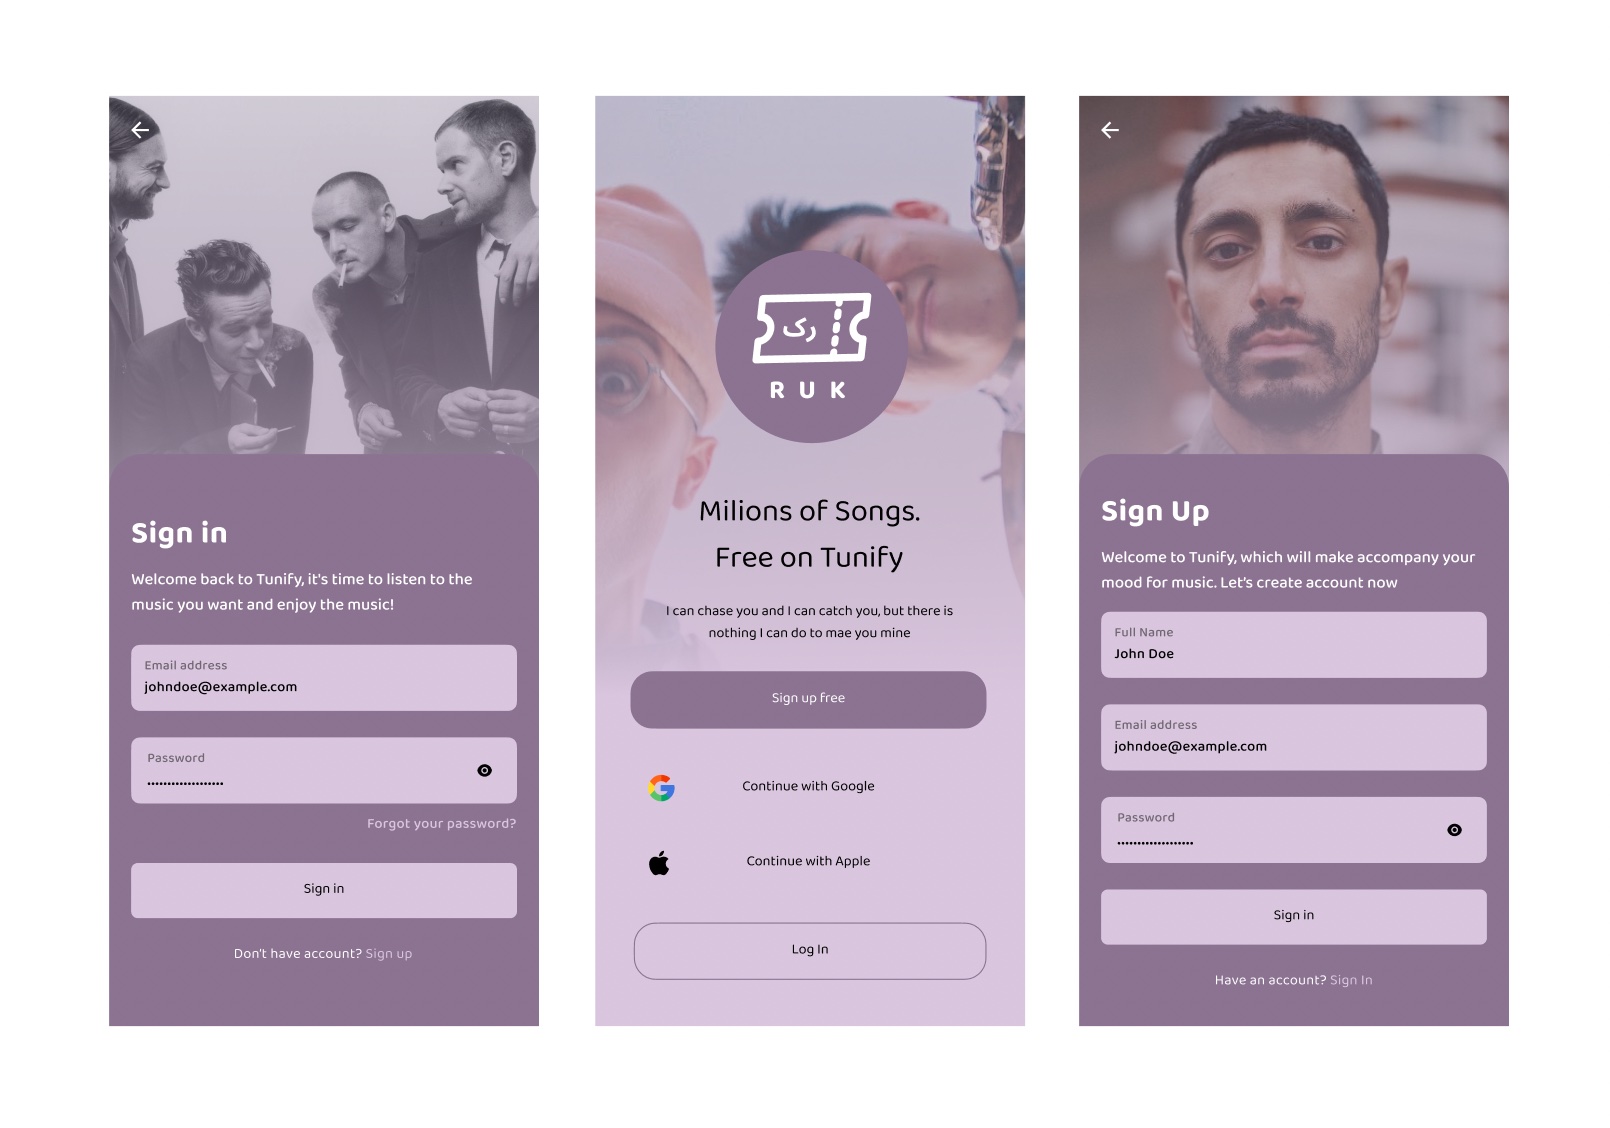 Sign in
Welcome back to Tunify, it's time to listen to the
music you want and enjoy the music!
Email address
johndoe@example.com
Password
•••••••••••••••••••
Forgot your password?
Sign in
Don't have account? Sign up
رک
RUK
Milions of Songs.
Free on Tunify
I can chase you and I can catch you, but there is
nothing I can do to mae you mine
Sign up free
Continue with Google
Continue with Apple
Log In
Sign Up
Welcome to Tunify, which will make accompany your
mood for music. Let's create account now
Full Name
John Doe
Email address
johndoe@example.com
Password
•••••••••••••••••••
Sign in
Have an account? Sign In